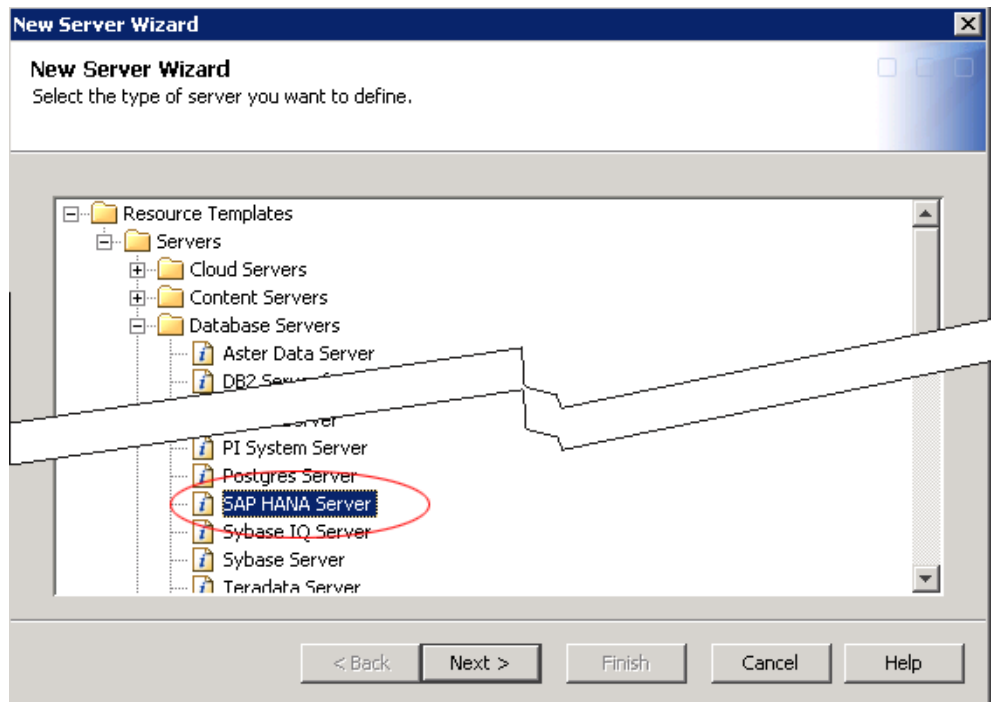 New Server Wizard
New Server Wizard
Select the type of server you want to define.
Resource Templates
Servers
Cloud Servers
Content Servers
Database Servers
Aster Data Server
DB2
PI System Server
Postgres Server
SAP HANA Server
Sybase IQ Server
Sybase Server
Teradata Server
< Back
Next >
Finish
Cancel
Help